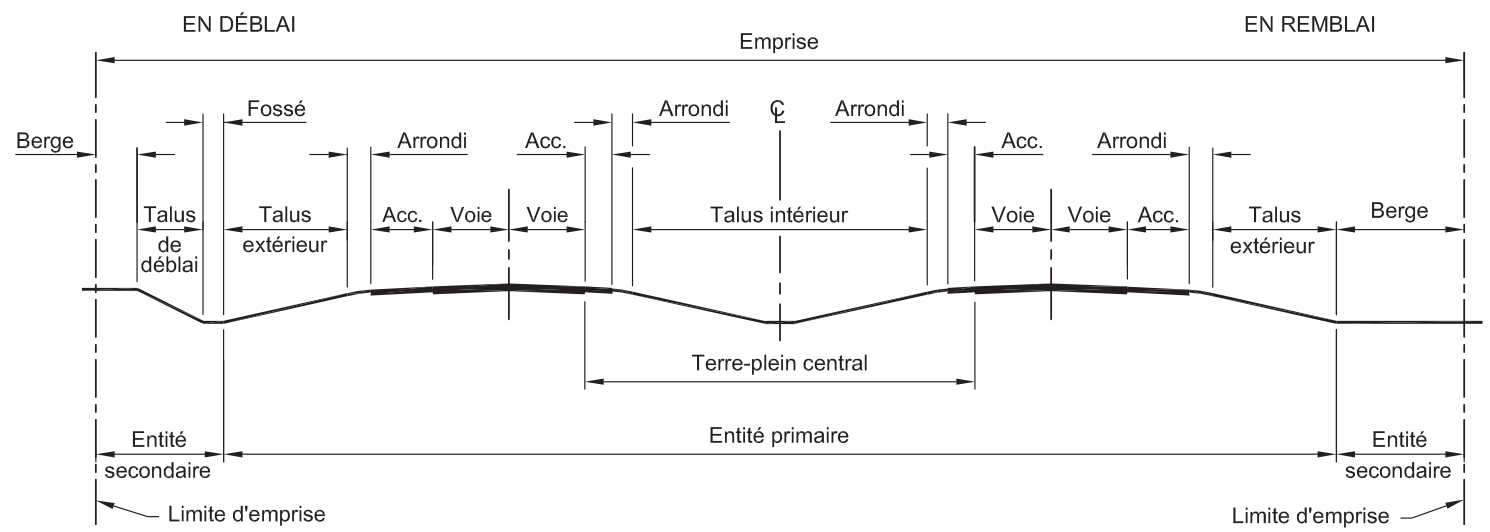 EN DÉBLAI
EN REMBLAI
Emprise
Fossé
Arrondi
℄
Arrondi
Berge
Arrondi
Acc.
Acc.
Arrondi
Talus
de
déblai
Talus
extérieur
Acc.
Voie
Voie
Talus intérieur
Voie
Voie
Acc.
Talus
extérieur
Berge
Terre-plein central
Entité
secondaire
Entité primaire
Entité
secondaire
Limite d'emprise
Limite d'emprise